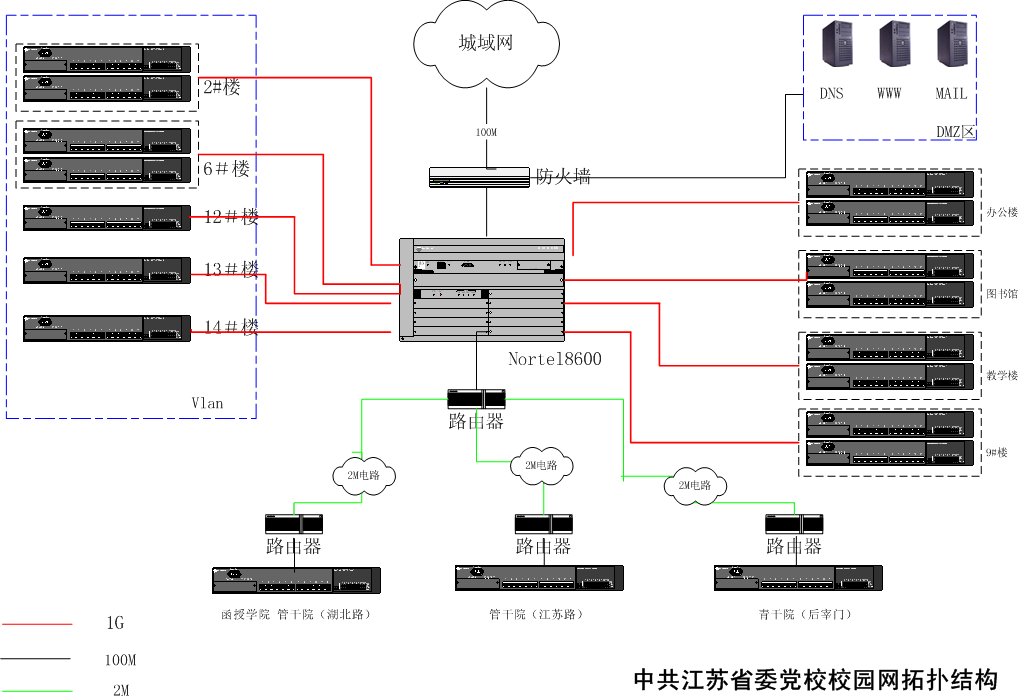 城域网
DNS
WWW
MAIL
DMZ区
100M
防火墙
2#楼
6＃楼
12＃楼
13＃楼
14＃楼
Vlan
办公楼
图书馆
教学楼
9#楼
Nortel8600
路由器
2M电路
2M电路
2M电路
路由器
路由器
路由器
函授学院 管干院（湖北路）
管干院（江苏路）
青干院（后宰门）
1G
100M
2M
中共江苏省委党校校园网拓扑结构